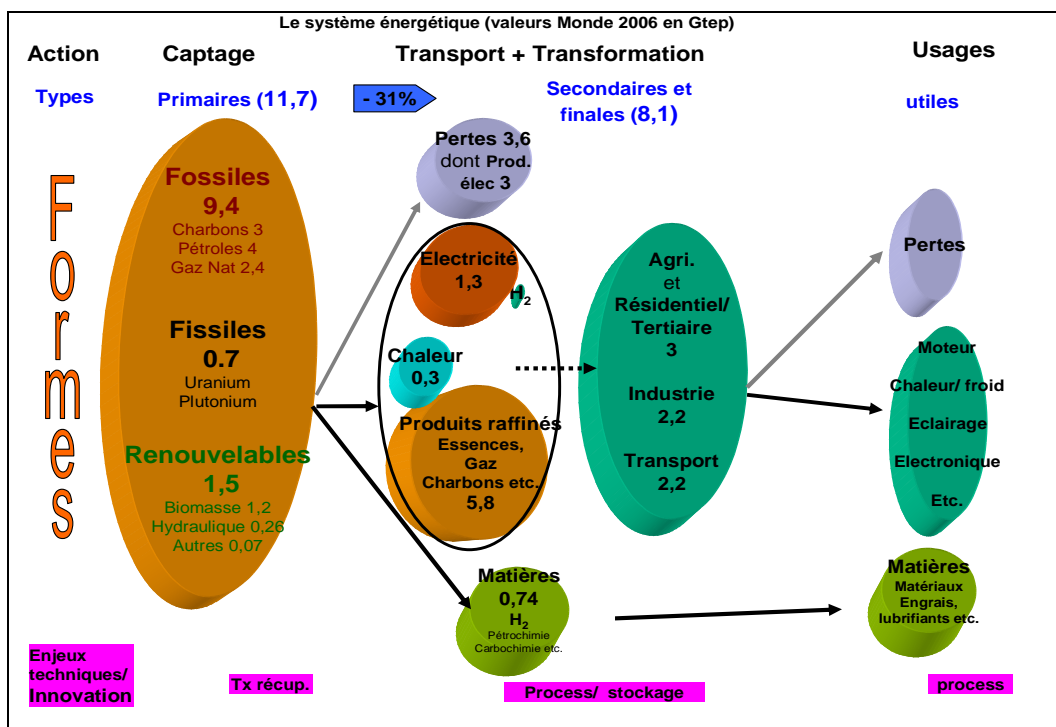 Le système énergétique (valeurs Monde 2006 en Gtep)
Action
Captage
Transport + Transformation
Usages
Types
Primaires (11,7)
- 31%
Secondaires et
finales (8,1)
utiles
Formes
Fossiles
9,4
Charbons 3
Pétroles 4
Gaz Nat 2,4
Fissiles
0.7
Uranium
Plutonium
Renouvelables
1,5
Biomasse 1,2
Hydraulique 0,26
Autres 0,07
Pertes 3,6
dont Prod.
élec 3
Electricité
1,3
H2
Chaleur
0,3
Produits raffinés
Essences,
Gaz
Charbons etc.
5,8
Matières
0,74
H2
Pétrochimie
Carbochimie etc.
Agri.
et
Résidentiel/
Tertiaire
3
Industrie
2,2
Transport
2,2
Pertes
Moteur
Chaleur/ froid
Eclairage
Electronique
Etc.
Matières
Matériaux
Engrais,
lubrifiants etc.
Enjeux
techniques/
Innovation
Tx récup.
Process/ stockage
process